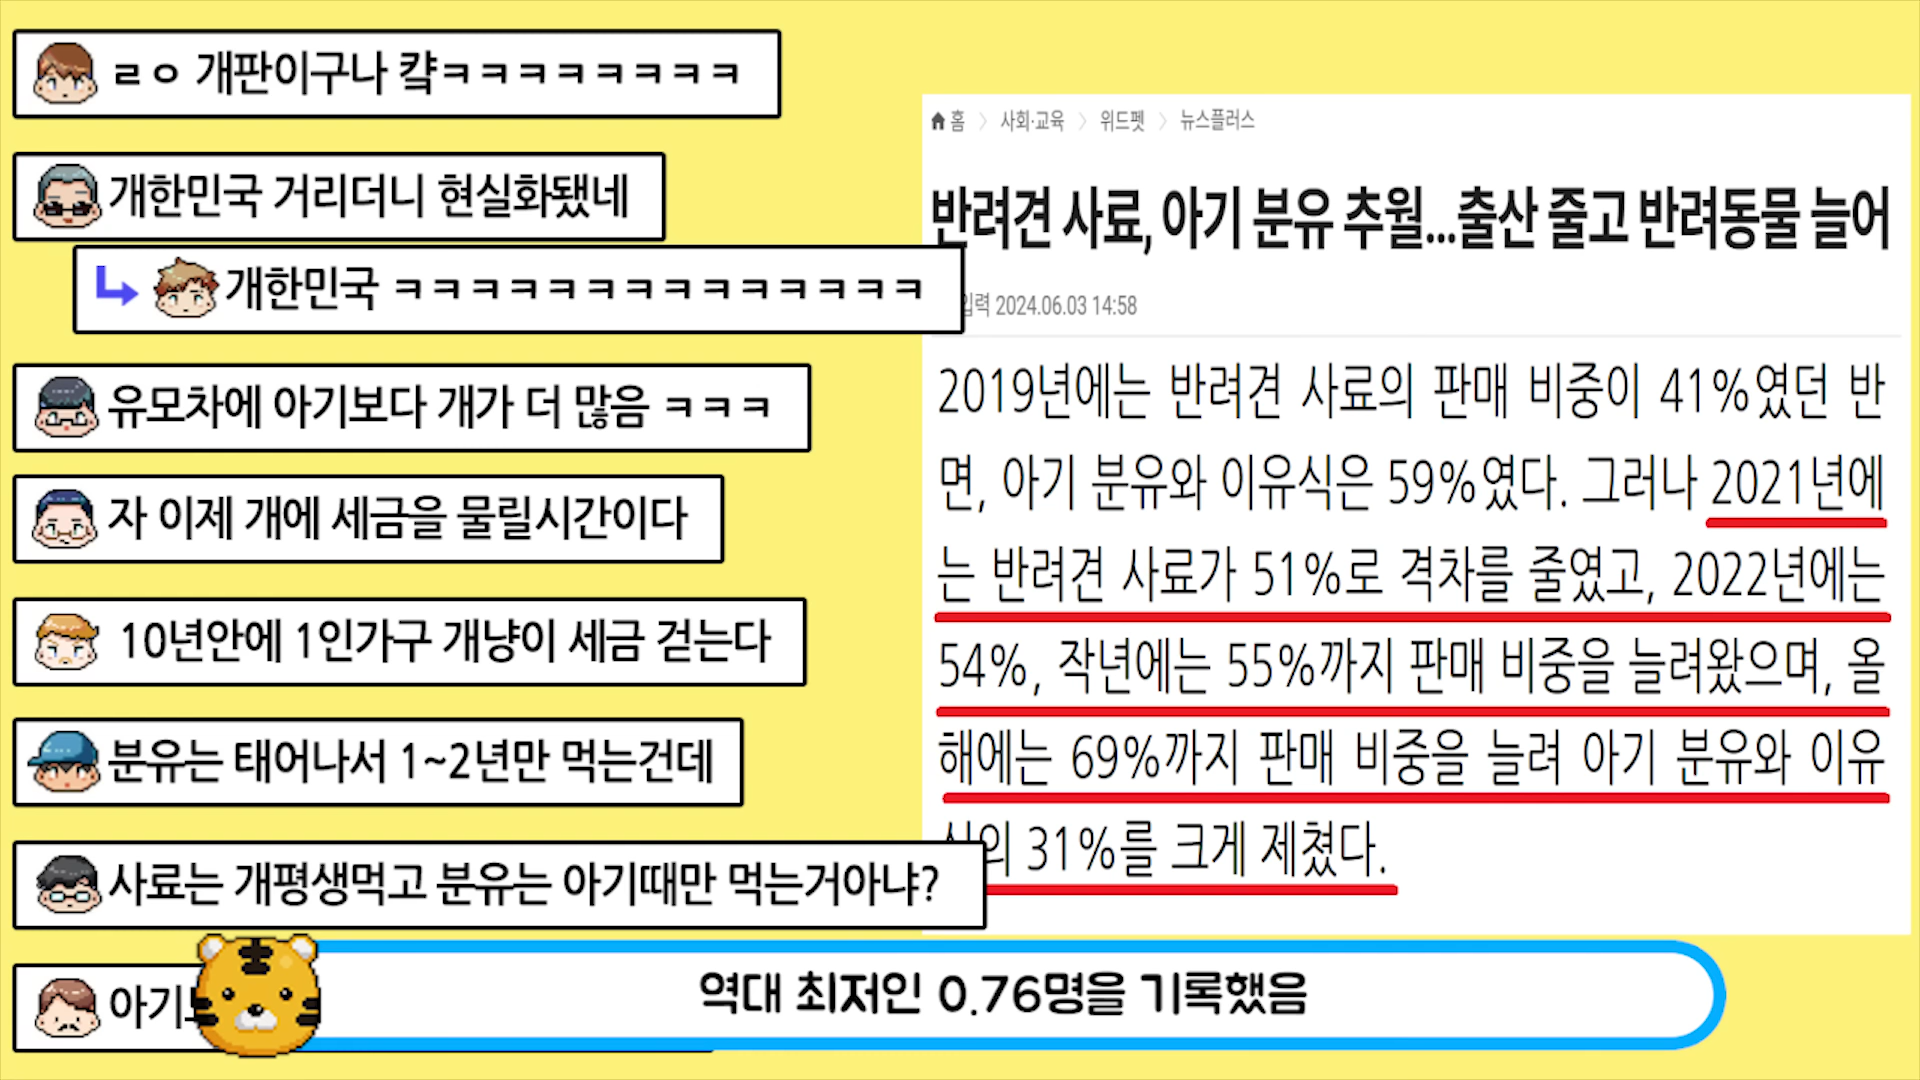 ㄹㅇ 개판이구나 캬ㅋㅋㅋㅋㅋㅋㅋㅋ
개한민국 거리더니 현실화됐네
개한민국 ㅋㅋㅋㅋㅋㅋㅋㅋㅋㅋㅋㅋㅋㅋ
유모차에 아기보다 개가 더 많음 ㅋㅋㅋ
자 이제 개에 세금을 물릴시간이다
10년안에 1인가구 개냥이 세금 걷는다
분유는 태어나서 1~2년만 먹는건데
사료는 개평생먹고 분유는 아기때만 먹는거아냐?
아기
홈 〉 사회·교육 〉 위드펫 〉 뉴스플러스
반려견 사료, 아기 분유 추월...출산 줄고 반려동물 늘어
입력 2024.06.03 14:58
2019년에는 반려견 사료의 판매 비중이 41%였던 반
면, 아기 분유와 이유식은 59%였다. 그러나 2021년에
는 반려견 사료가 51%로 격차를 줄였고, 2022년에는
54%, 작년에는 55%까지 판매 비중을 늘려왔으며, 올
해에는 69%까지 판매 비중을 늘려 아기 분유와 이유
식의 31%를 크게 제쳤다.
역대 최저인 0.76명을 기록했음